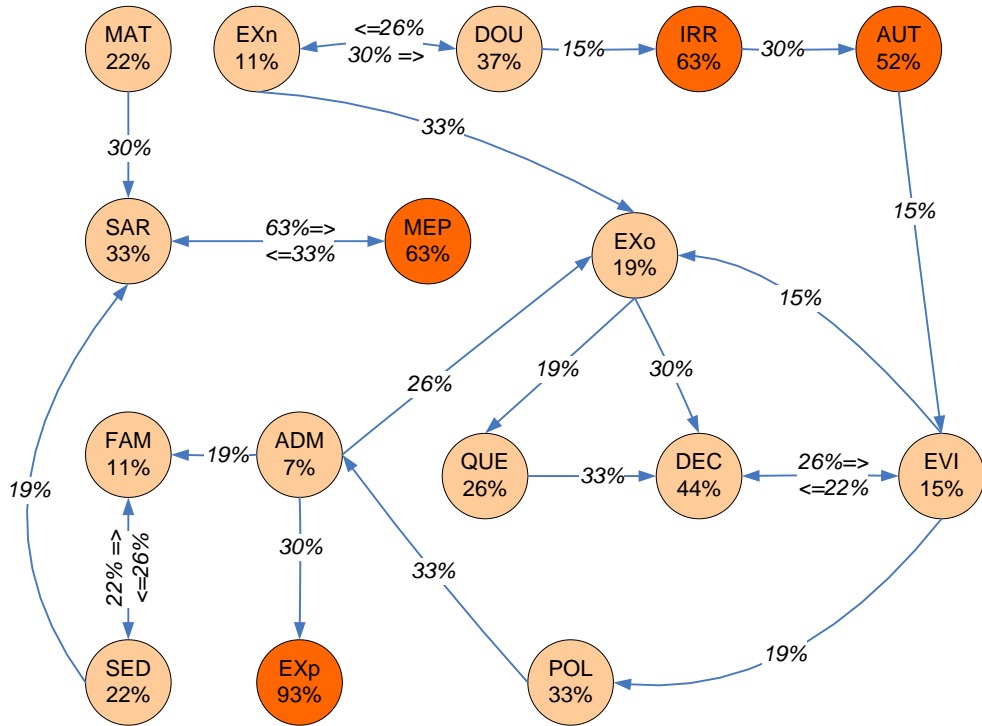 MAT
22%
EXn
11%
<=26%
30% =>
DOU
37%
15%
IRR
63%
30%
AUT
52%
33%
30%
15%
SAR
33%
63%=>
<=33%
MEP
63%
EXo
19%
15%
26%
19%
30%
FAM
11%
19%
ADM
7%
QUE
26%
33%
DEC
44%
26%=>
<=22%
EVI
15%
19%
22% =>
<=26%
30%
33%
19%
SED
22%
EXp
93%
POL
33%